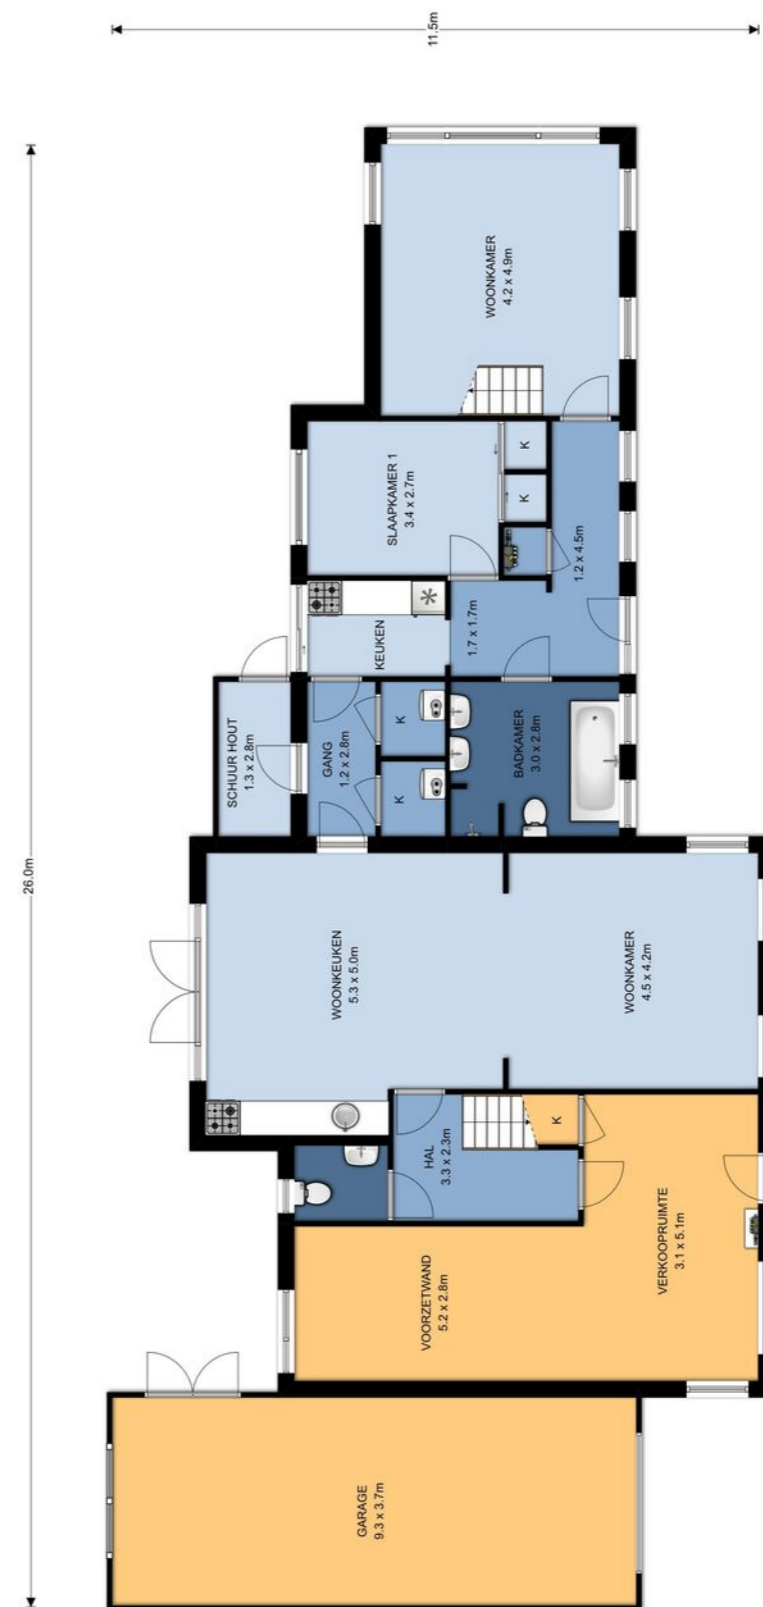 11.5m
26.0m
WOONKAMER
4.2 x 4.9m
SLAAPKAMER 1
3.4 x 2.7m
K
K
1.2 x 4.5m
KEUKEN
1.7 x 1.7m
SCHUUR HOUT
1.3 x 2.8m
GANG
1.2 x 2.8m
K
K
BADKAMER
3.0 x 2.8m
WOONKEUKEN
5.3 x 5.0m
WOONKAMER
4.5 x 4.2m
HAL
3.3 x 2.3m
K
VOORZETWAND
5.2 x 2.8m
VERKOOPRUIMTE
3.1 x 5.1m
GARAGE
9.3 x 3.7m